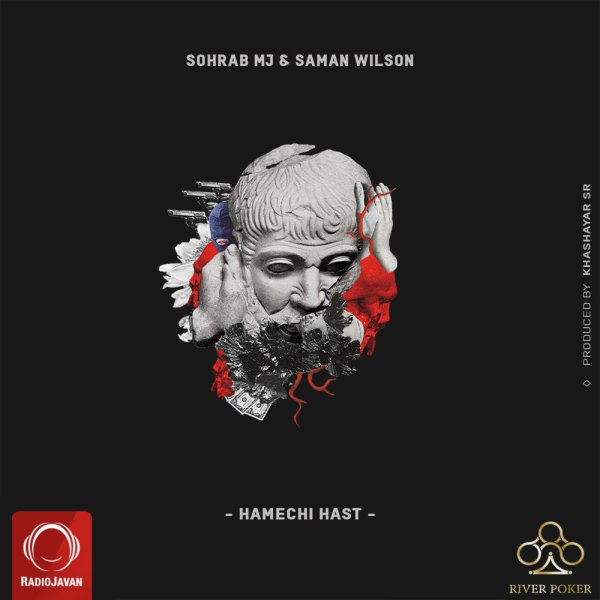 SOHRAB MJ & SAMAN WILSON
◊ PRODUCED BY KHASHAYAR SR
- HAMECHI HAST -
RADIOJAVAN
RIVER POKER